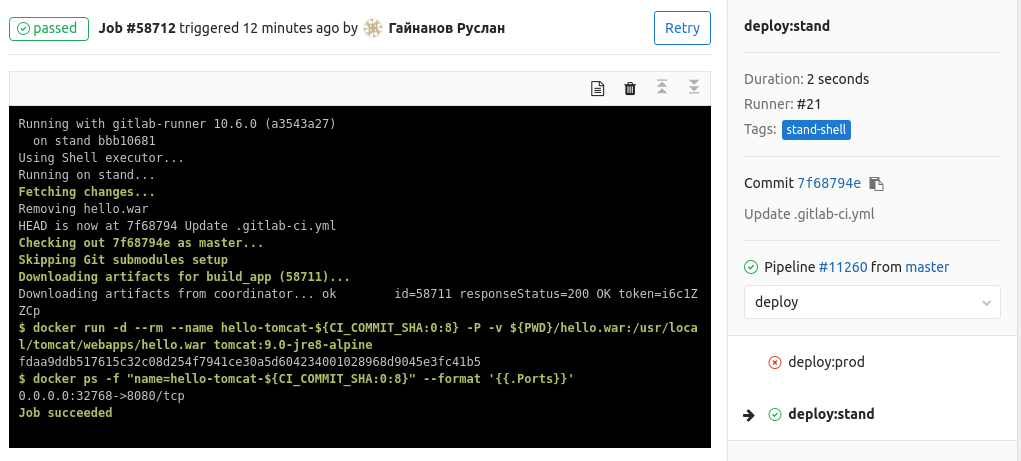 passed Job #58712 triggered 12 minutes ago by Гайнанов Руслан Retry
Running with gitlab-runner 10.6.0 (a3543a27)
on stand bbb10681
Using Shell executor...
Running on stand...
Fetching changes...
Removing hello.war
HEAD is now at 7f68794 Update .gitlab-ci.yml
Checking out 7f68794e as master...
Skipping Git submodules setup
Downloading artifacts for build_app (58711)...
Downloading artifacts from coordinator... ok        id=58711 responseStatus=200 OK token=i6c1Z
ZCp
$ docker run -d --rm --name hello-tomcat-${CI_COMMIT_SHA:0:8} -P -v ${PWD}/hello.war:/usr/loca
l/tomcat/webapps/hello.war tomcat:9.0-jre8-alpine
fdaa9ddb517615c32c08d254f7941ce30a5d604234001028968d9045e3fc41b5
$ docker ps -f "name=hello-tomcat-${CI_COMMIT_SHA:0:8}" --format '{{.Ports}}'
0.0.0.0:32768->8080/tcp
Job succeeded
deploy:stand
Duration: 2 seconds
Runner: #21
Tags: stand-shell
Commit 7f68794e
Update .gitlab-ci.yml
Pipeline #11260 from master
deploy
deploy:prod
deploy:stand